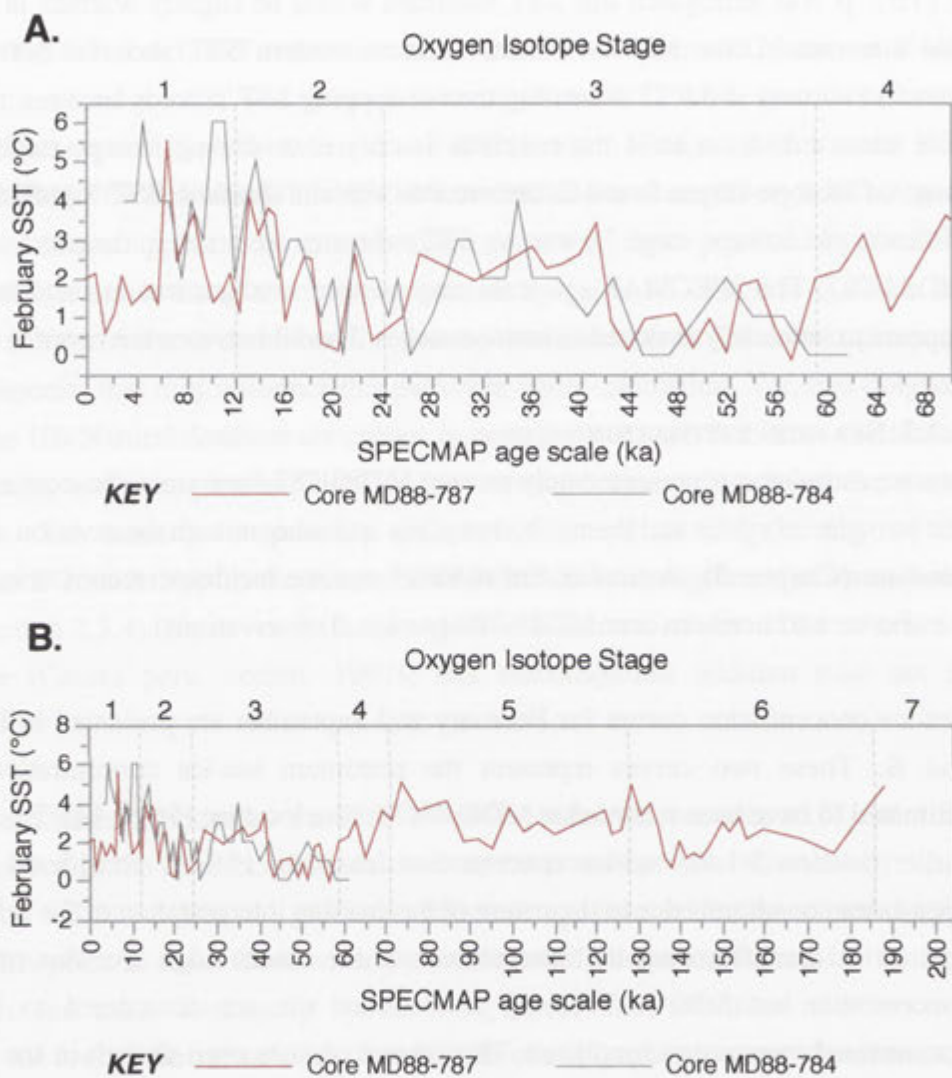 A.
Oxygen Isotope Stage
1 2 3 4
February SST (°C)
6
5
4
3
2
1
0
0 4 8 12 16 20 24 28 32 36 40 44 48 52 56 60 64 68
SPECMAP age scale (ka)
KEY Core MD88-787 Core MD88-784
B.
Oxygen Isotope Stage
1 2 3 4 5 6 7
February SST (°C)
8
6
4
2
0
-2
0 10 20 30 40 50 60 70 80 90 100 110 120 130 140 150 160 170 180 190 200
SPECMAP age scale (ka)
KEY Core MD88-787 Core MD88-784